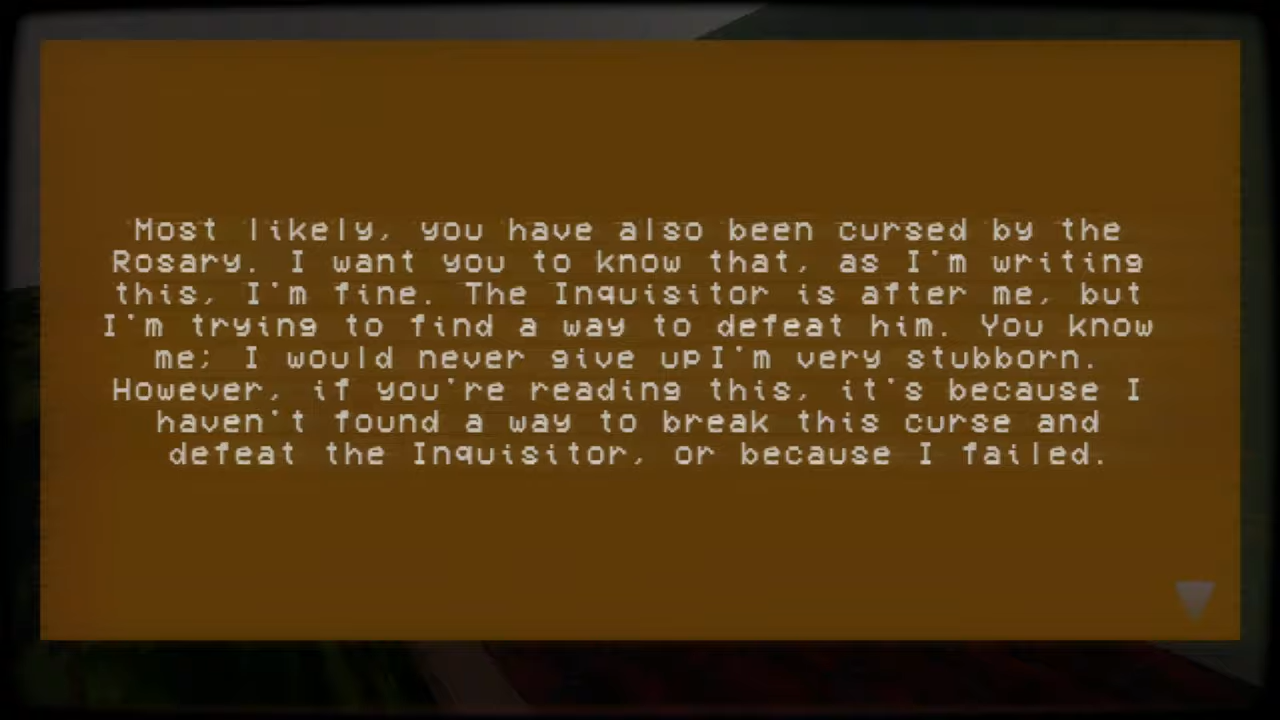 Most likely, you have also been cursed by the
Rosary. I want you to know that, as I'm writing
this, I'm fine. The Inquisitor is after me, but
I'm trying to find a way to defeat him. You know
me; I would never give upI'm very stubborn.
However, if you're reading this, it's because I
haven't found a way to break this curse and
defeat the Inquisitor, or because I failed.